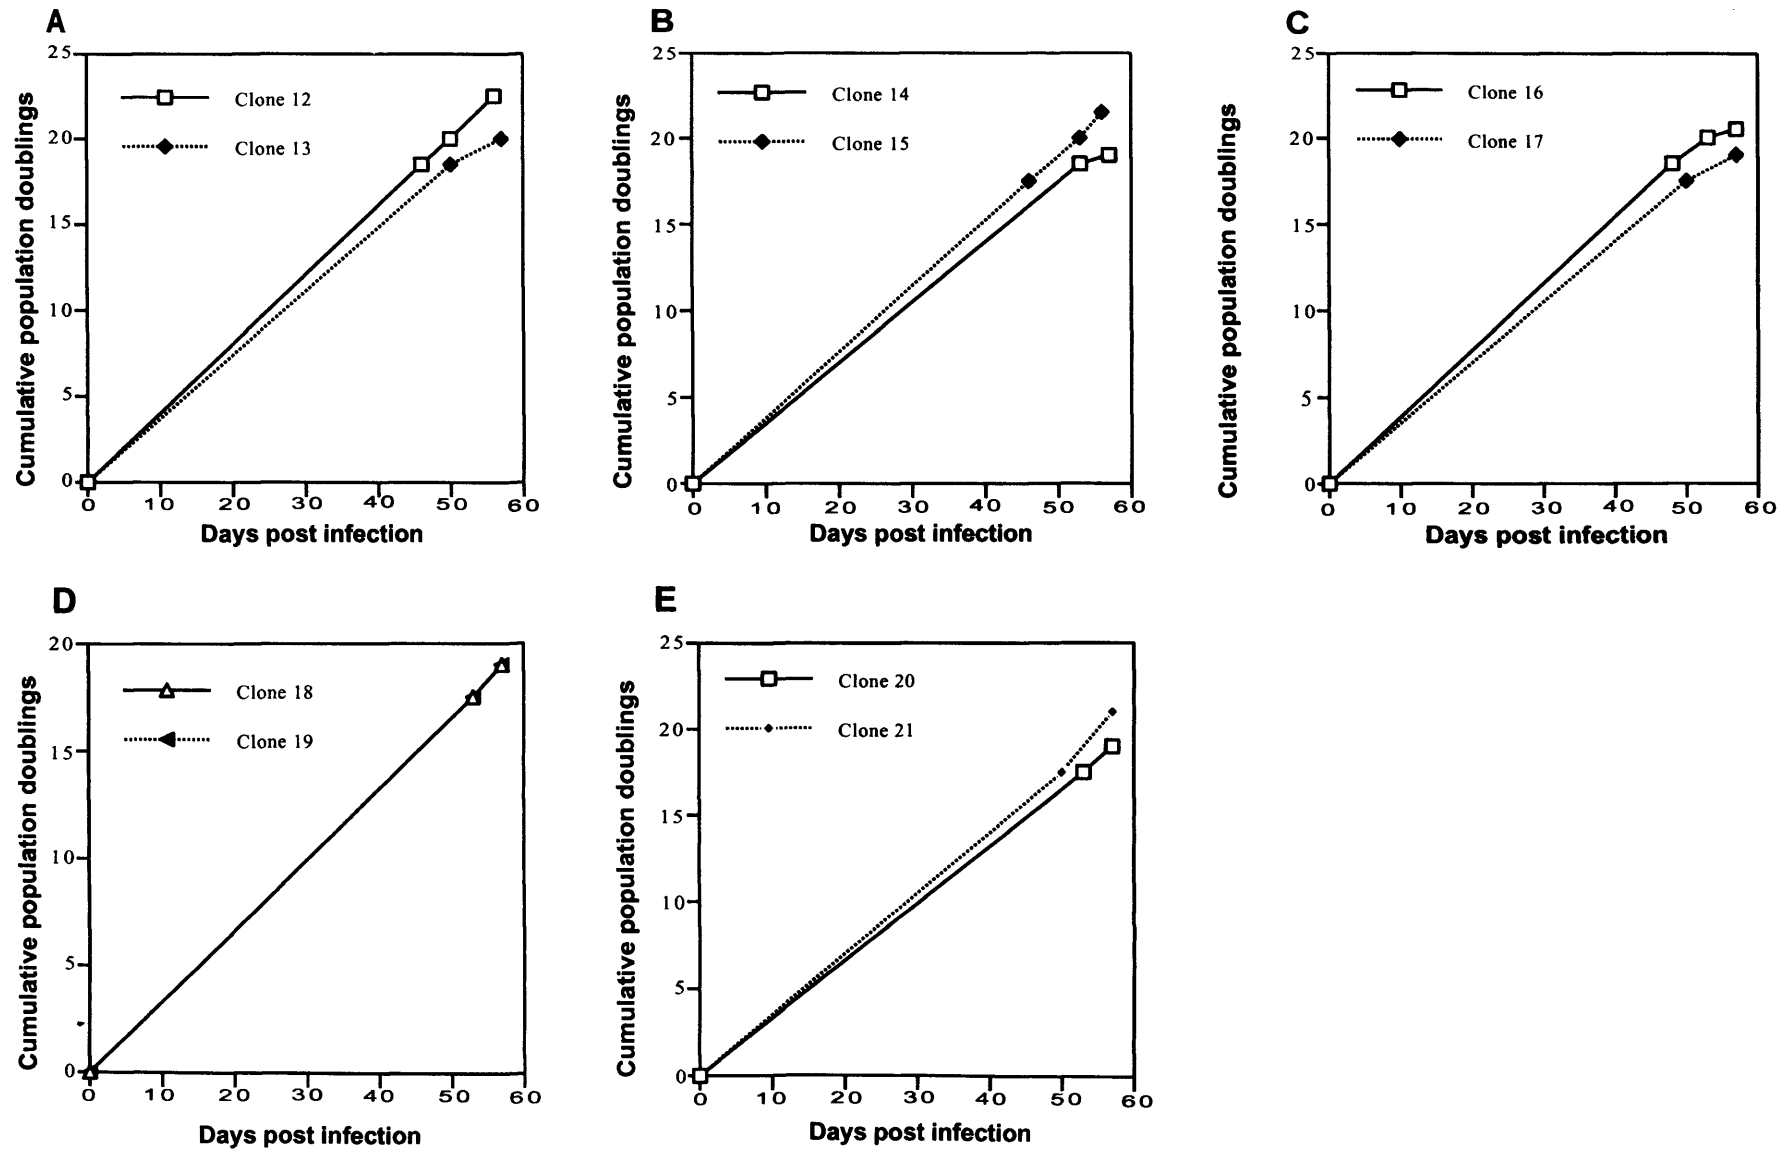 A
Cumulative population doublings
25
20
15
10
5
0
Clone 12
Clone 13
0 10 20 30 40 50 60
Days post infection
B
Cumulative population doublings
25
20
15
10
5
0
Clone 14
Clone 15
0 10 20 30 40 50 60
Days post infection
C
Cumulative population doublings
25
20
15
10
5
0
Clone 16
Clone 17
0 10 20 30 40 50 60
Days post infection
D
Cumulative population doublings
20
15
10
5
0
Clone 18
Clone 19
0 10 20 30 40 50 60
Days post infection
E
Cumulative population doublings
25
20
15
10
5
0
Clone 20
Clone 21
0 10 20 30 40 50 60
Days post infection